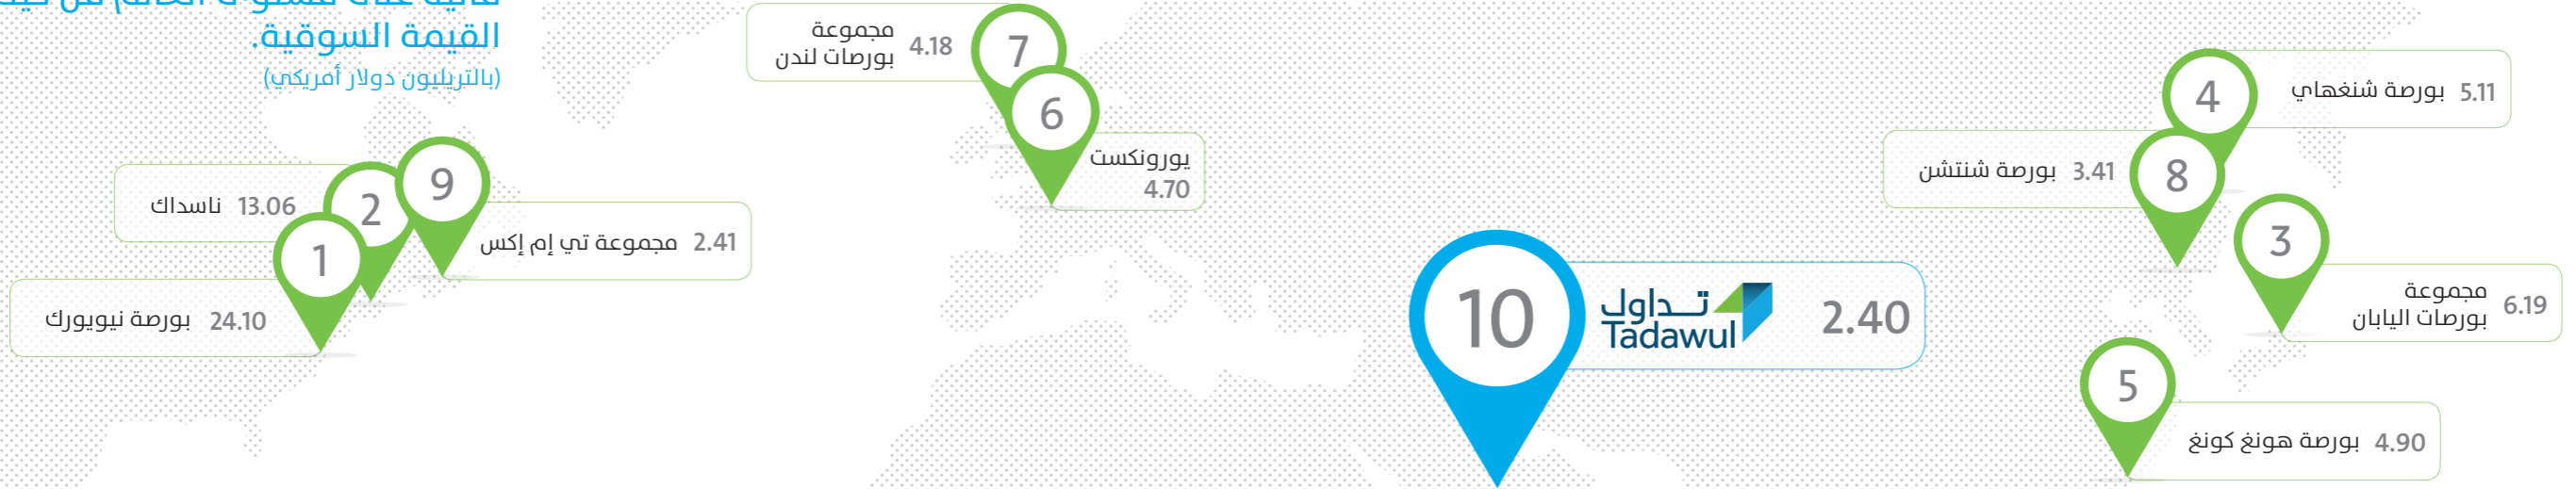 القيمة السوقية.
(بالتريليون دولار أمريكي)
1
بورصة نيويورك 24.10
2
ناسداك 13.06
9
مجموعة تي إم إكس 2.41
7
مجموعة
بورصات لندن
4.18
6
يورونكست
4.70
10
تداول
Tadawul
2.40
4
بورصة شنغهاي 5.11
8
بورصة شنتشن 3.41
3
مجموعة
بورصات اليابان
6.19
5
بورصة هونغ كونغ 4.90